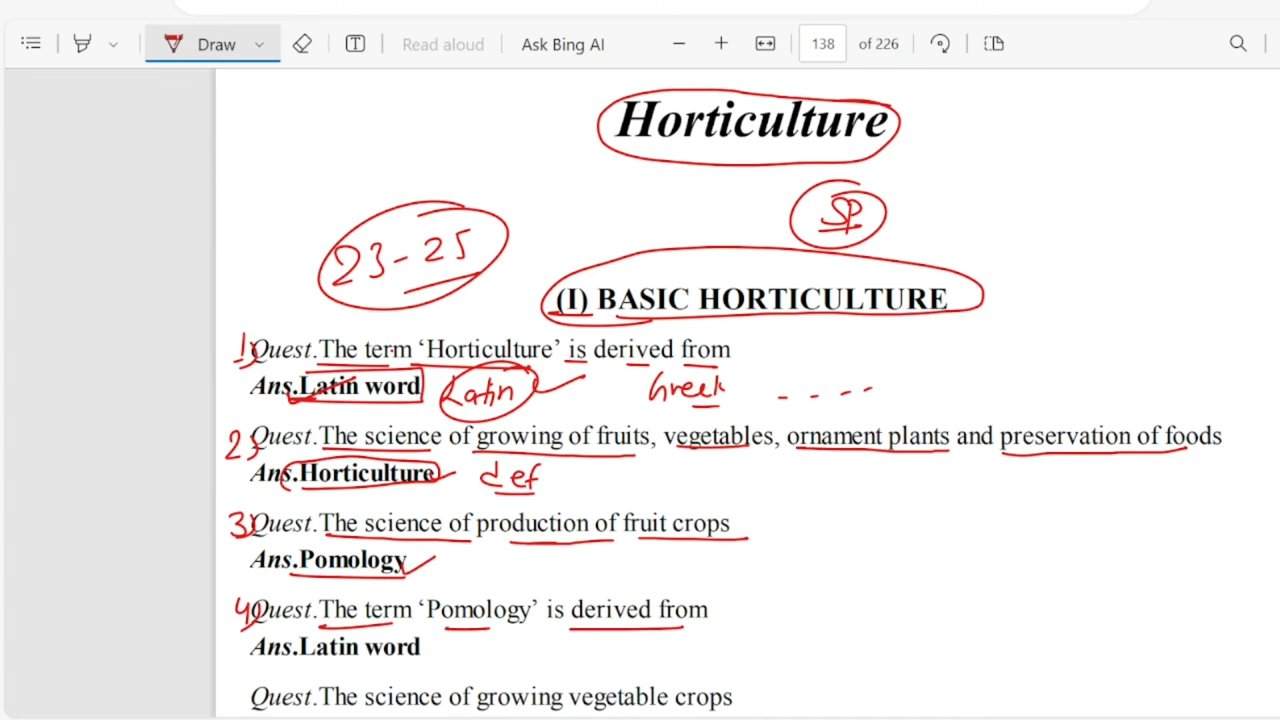 Draw
Read aloud
Ask Bing AI
138 of 226
Horticulture
SP
23-25
(I) BASIC HORTICULTURE
1) Quest.The term ‘Horticulture’ is derived from
Ans.Latin word Latin Greek ----
2) Quest.The science of growing of fruits, vegetables, ornament plants and preservation of foods
Ans.Horticulture def
3) Quest.The science of production of fruit crops
Ans.Pomology
4) Quest.The term ‘Pomology’ is derived from
Ans.Latin word
Quest.The science of growing vegetable crops